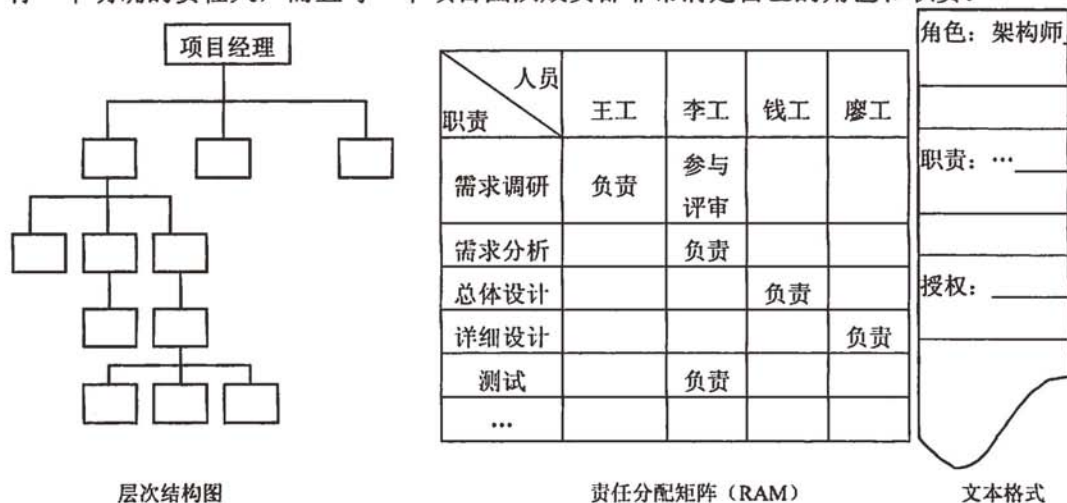 项目经理
层次结构图
人员
职责
王工 李工 钱工 廖工
需求调研 负责 参与
评审
需求分析 负责
总体设计 负责
详细设计 负责
测试 负责
…
责任分配矩阵（RAM）
角色：架构师
职责：…
授权：
文本格式